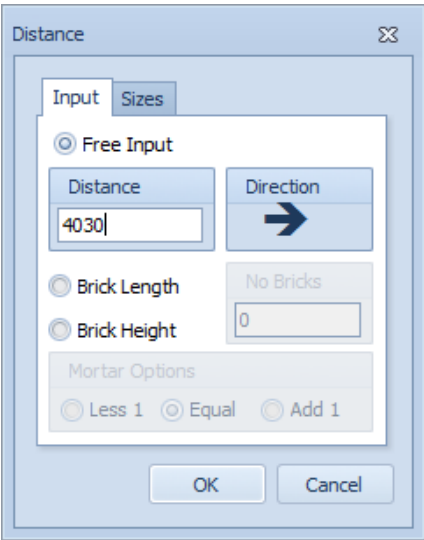 Distance
Input Sizes
Free Input
Distance Direction
4030
Brick Length No Bricks
0
Brick Height
Mortar Options
Less 1 Equal Add 1
OK Cancel